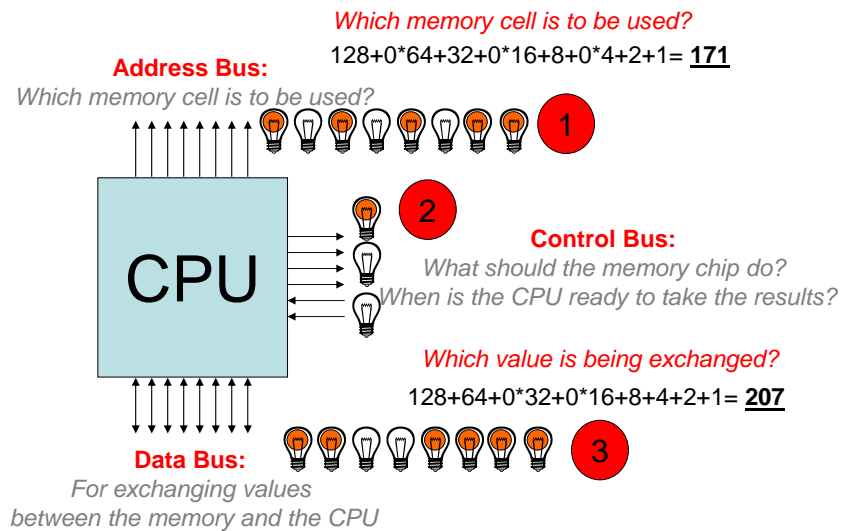 Which memory cell is to be used?
128+0*64+32+0*16+8+0*4+2+1= 171
Address Bus:
Which memory cell is to be used?
1
2
CPU
Control Bus:
What should the memory chip do?
When is the CPU ready to take the results?
Which value is being exchanged?
128+64+0*32+0*16+8+4+2+1= 207
3
Data Bus:
For exchanging values
between the memory and the CPU